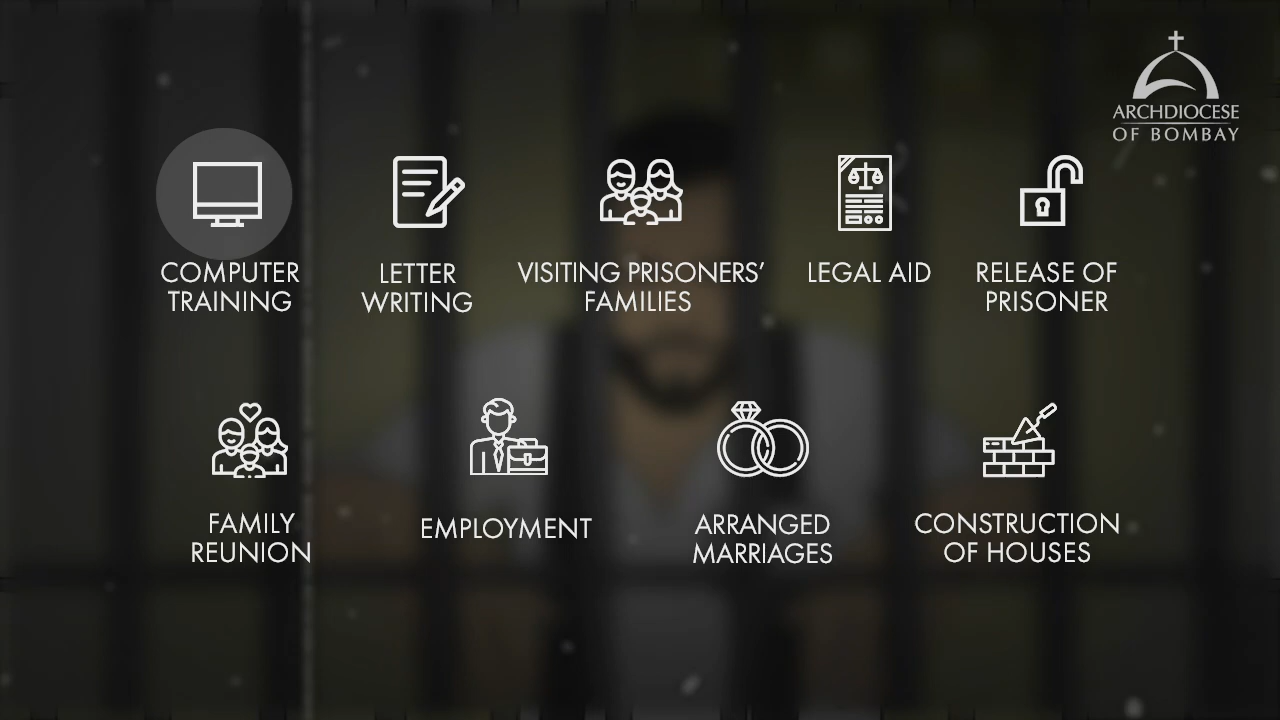 ARCHDIOCESE
OF BOMBAY
COMPUTER
TRAINING
LETTER
WRITING
VISITING PRISONERS’
FAMILIES
LEGAL AID
RELEASE OF
PRISONER
FAMILY
REUNION
EMPLOYMENT
ARRANGED
MARRIAGES
CONSTRUCTION
OF HOUSES